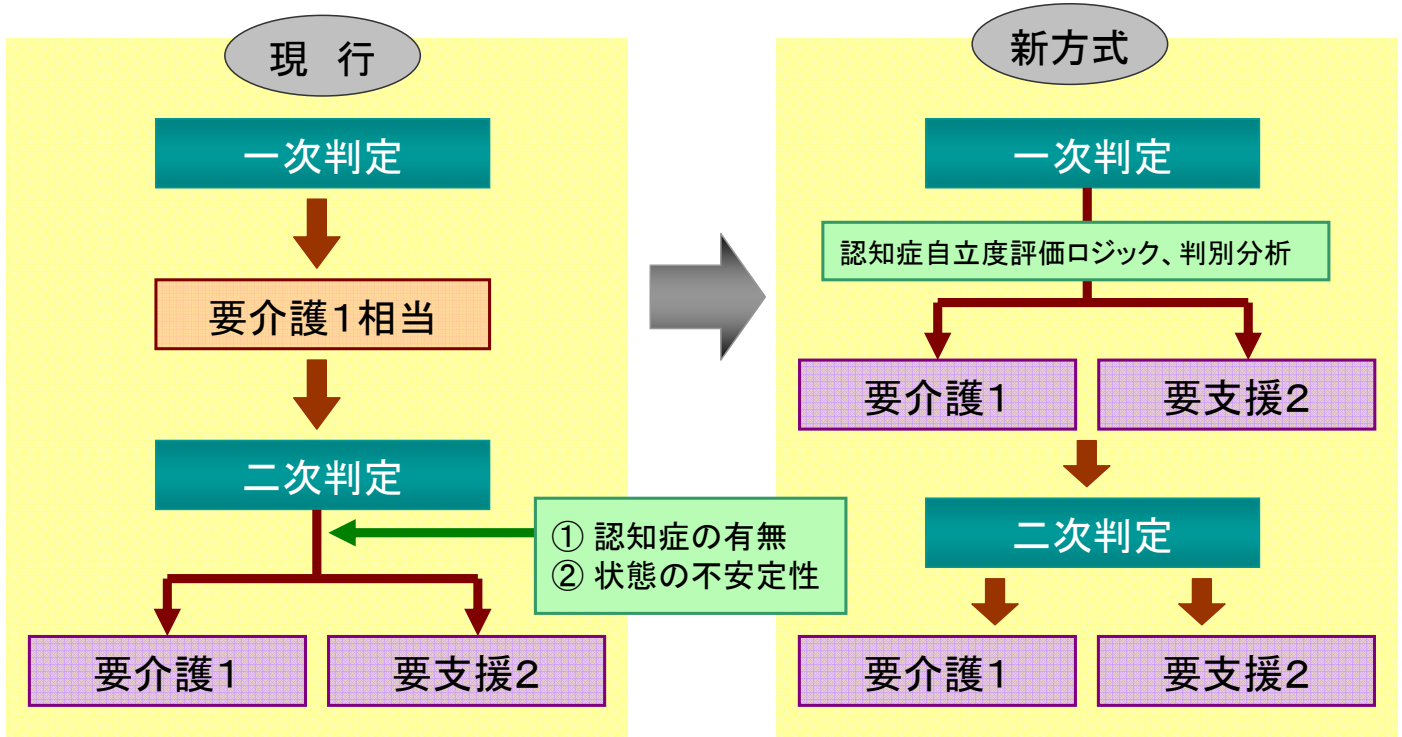 現 行
一次判定
要介護1相当
二次判定
① 認知症の有無
② 状態の不安定性
要介護1
要支援2
新方式
一次判定
認知症自立度評価ロジック、判別分析
要介護1
要支援2
二次判定
要介護1
要支援2